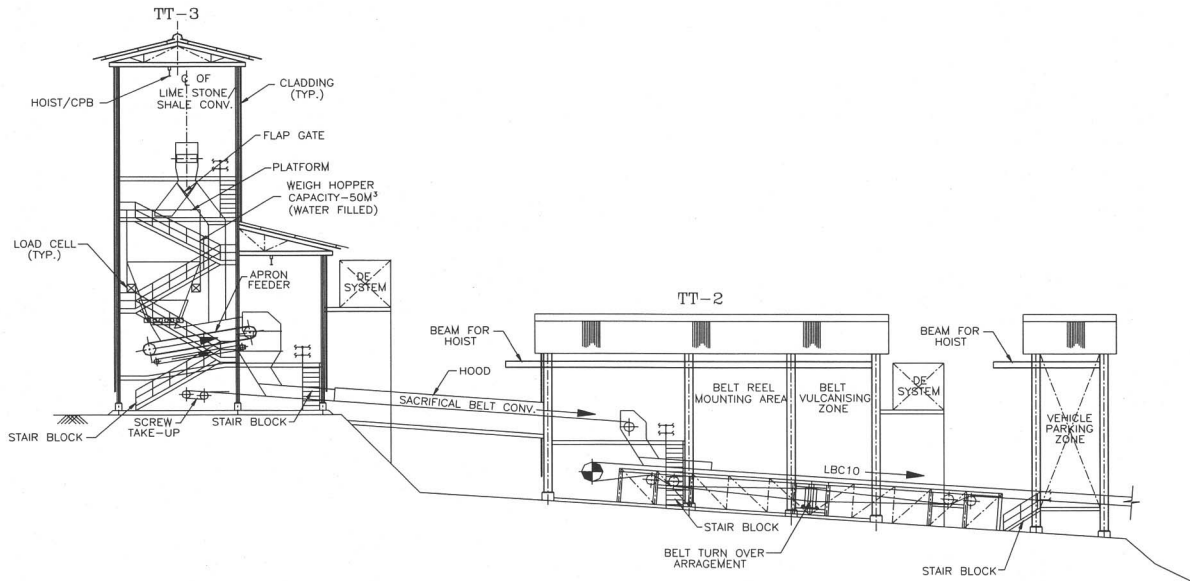 TT-3
HOIST/CPB
℄ OF
LIME STONE/
SHALE CONV.
CLADDING
(TYP.)
FLAP GATE
PLATFORM
WEIGH HOPPER
CAPACITY-50M³
(WATER FILLED)
LOAD CELL
(TYP.)
APRON
FEEDER
DE
SYSTEM
TT-2
BEAM FOR
HOIST
BEAM FOR
HOIST
HOOD
SACRIFICAL BELT CONV.
BELT REEL
MOUNTING AREA
BELT
VULCANISING
ZONE
DE
SYSTEM
VEHICLE
PARKING
ZONE
STAIR BLOCK
SCREW
TAKE-UP
STAIR BLOCK
LBC10
STAIR BLOCK
BELT TURN OVER
ARRAGEMENT
STAIR BLOCK